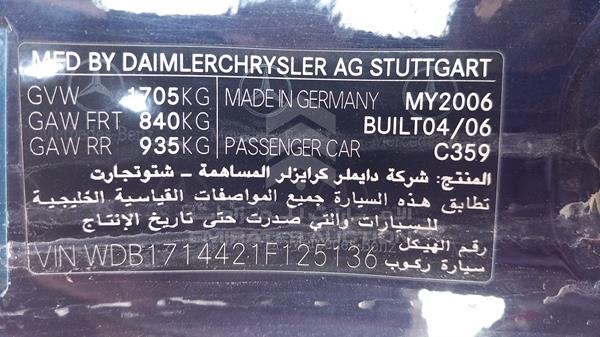 MFD BY DAIMLERCHRYSLER AG STUTTGART
GVW 1705KG MADE IN GERMANY MY2006
GAW FRT 840KG BUILT04/06
GAW RR 935KG PASSENGER CAR C359
المنتج: شركة دايملر كرايزلر المساهمة – شتوتجارت
تطابق هذه السيارة جميع المواصفات القياسية الخليجية
للسيارات والتي صدرت حتى تاريخ الإنتاج
رقم الهيكل
VIN WDB1714421F125136
سيارة ركوب